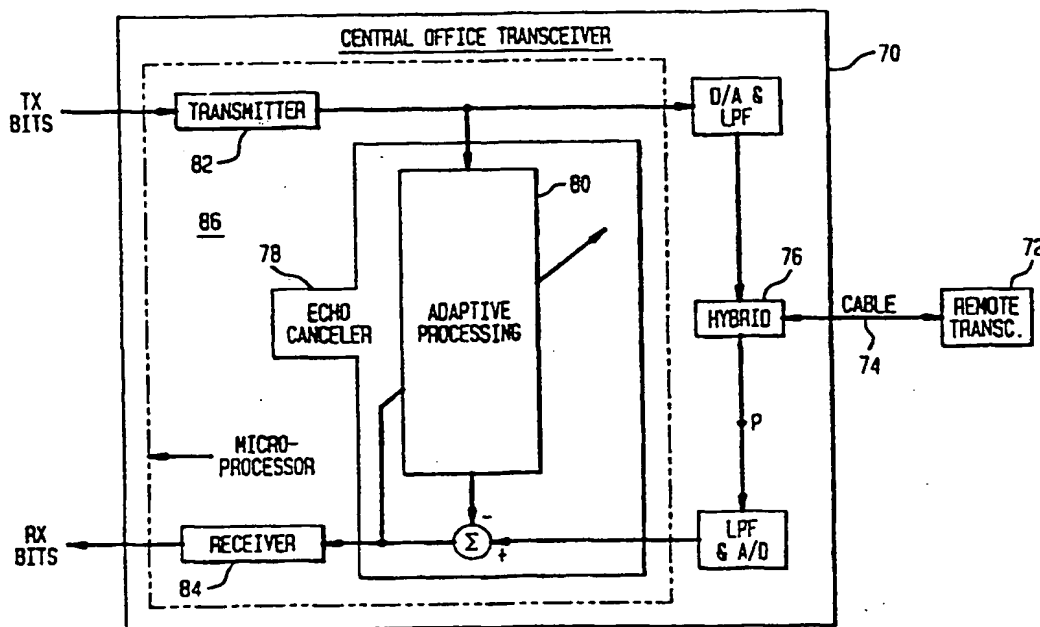 CENTRAL OFFICE TRANSCEIVER
70
TX
BITS
TRANSMITTER
82
D/A &
LPF
86
80
78
ECHO
CANCELER
ADAPTIVE
PROCESSING
76
HYBRID
CABLE
74
72
REMOTE
TRANSC.
P
MICRO-
PROCESSOR
-
Σ
+
RX
BITS
RECEIVER
84
LPF
& A/D